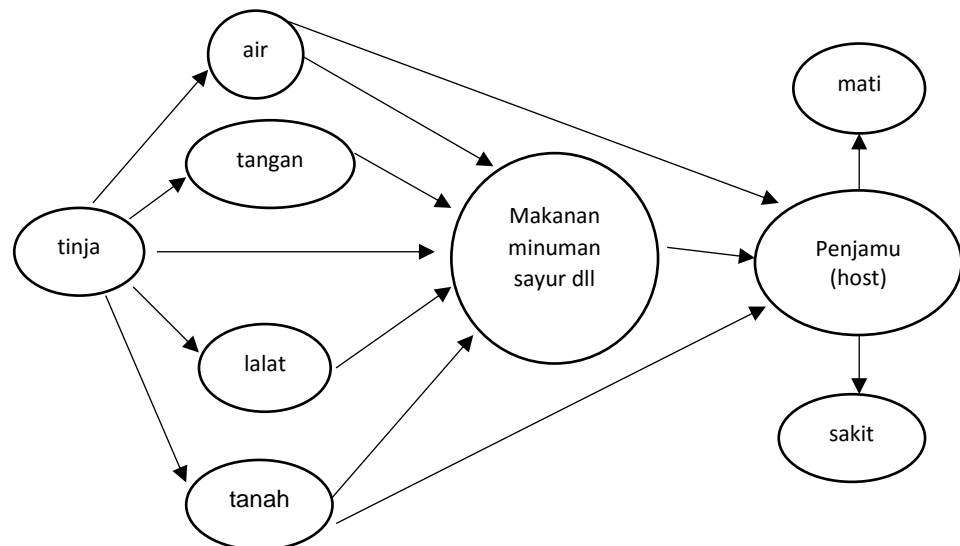 air
mati
tangan
tinja
Makanan
minuman
sayur dll
Penjamu
(host)
lalat
sakit
tanah